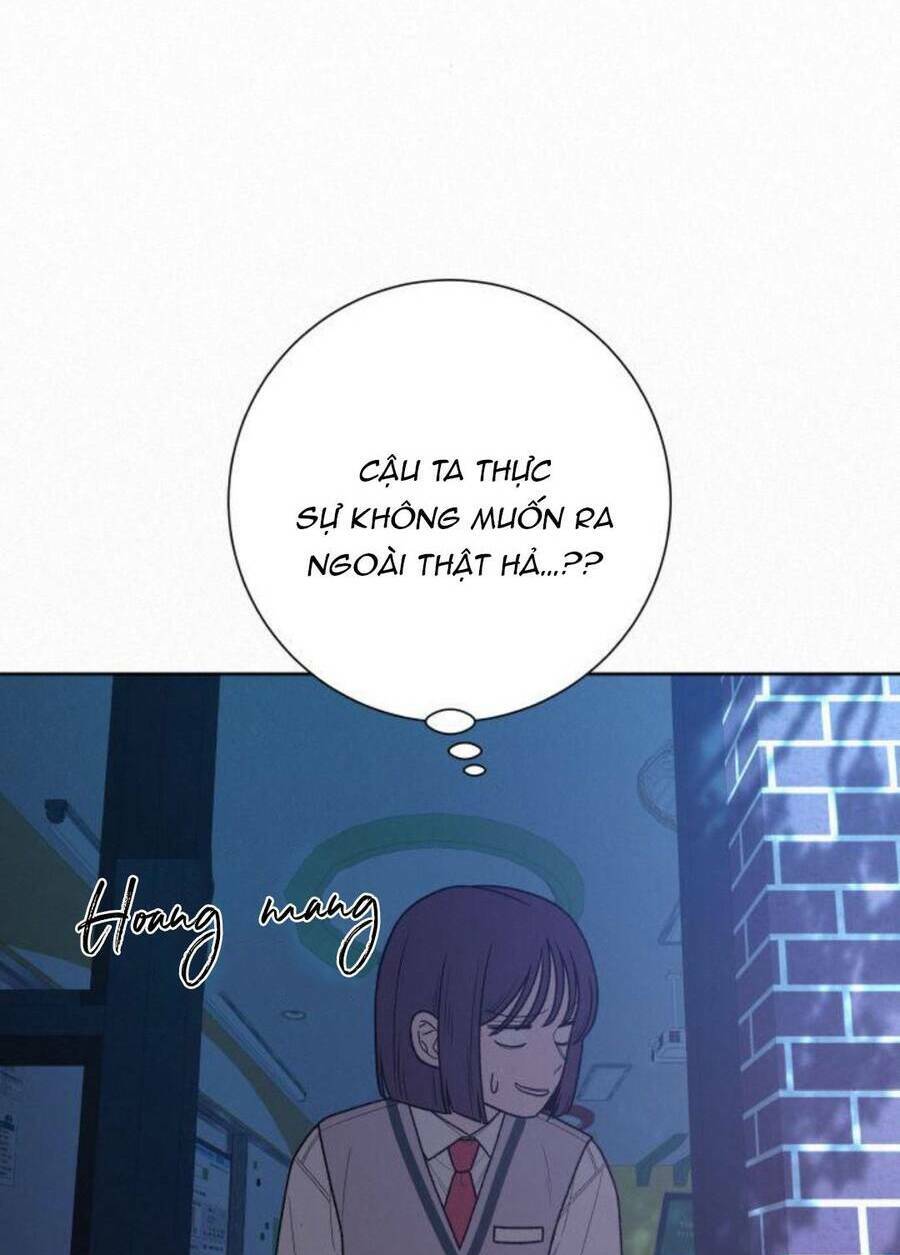 CẬU TA THỰC
SỰ KHÔNG MUỐN RA
NGOÀI THẬT HẢ...??
Hoang mang